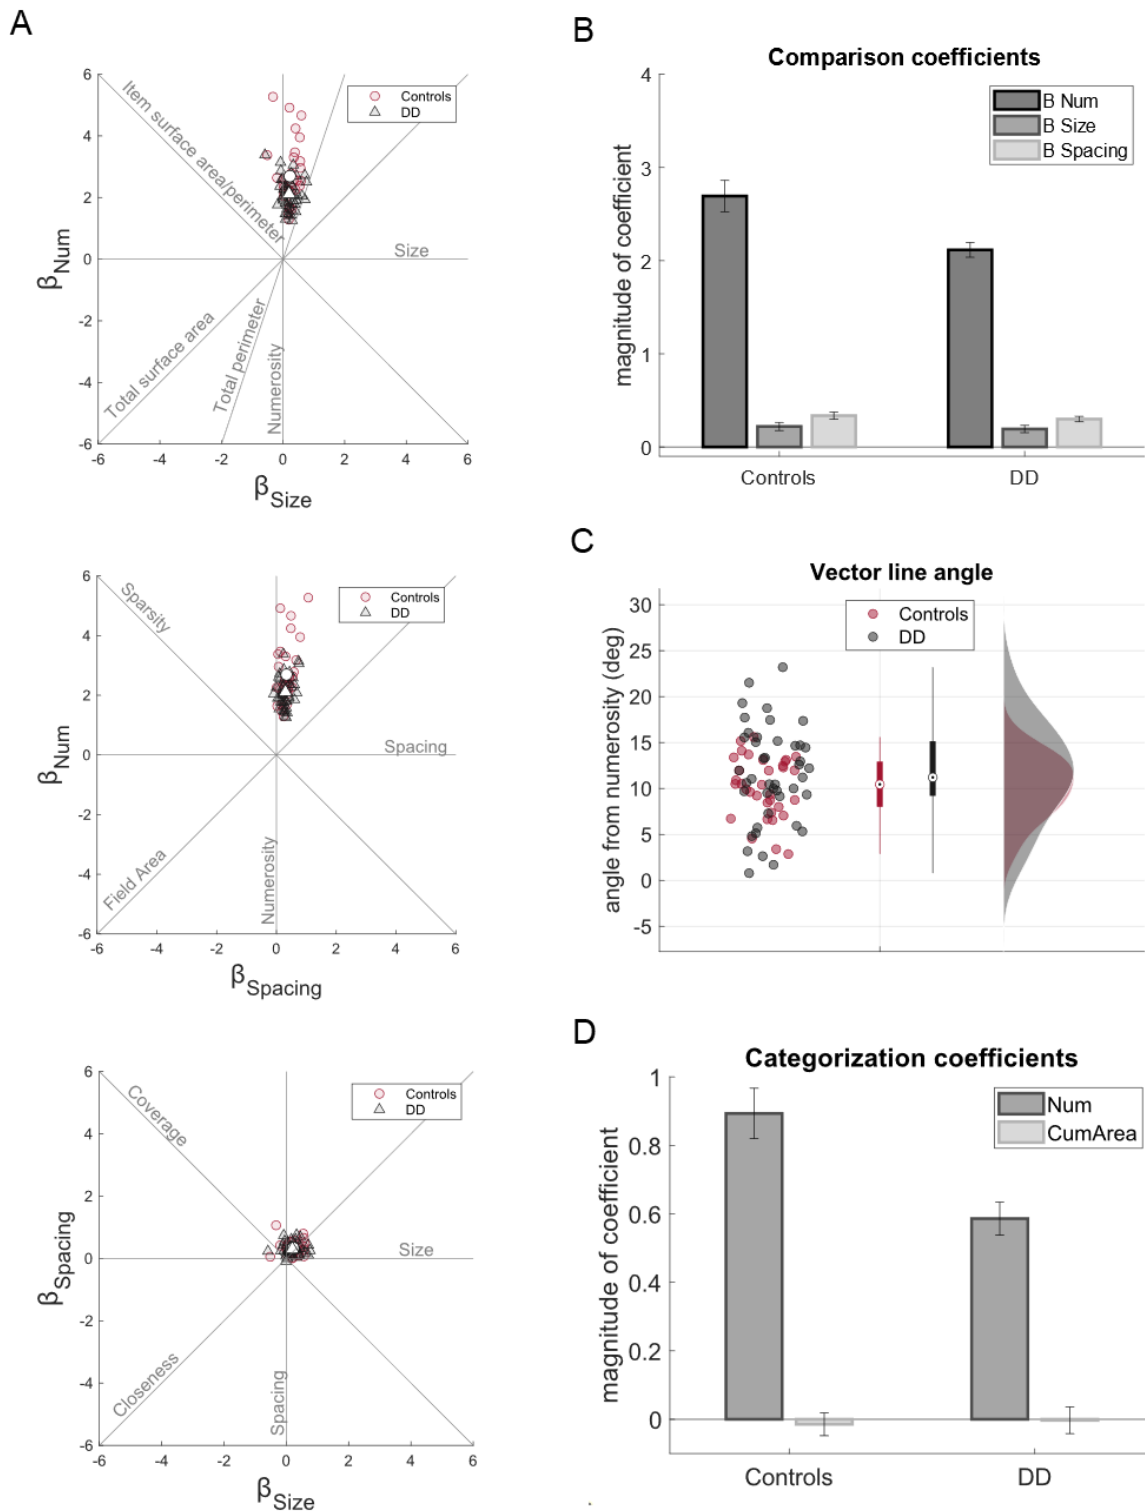 A
6
4
2
0
-2
-4
-6
-6 -4 -2 0 2 4 6
βNum
βSize
Item surface area/perimeter
Size
Total surface area
Total perimeter
Numerosity
Controls
DD
6
4
2
0
-2
-4
-6
-6 -4 -2 0 2 4 6
βNum
βSpacing
Sparsity
Spacing
Field Area
Numerosity
Controls
DD
6
4
2
0
-2
-4
-6
-6 -4 -2 0 2 4 6
βSpacing
βSize
Coverage
Size
Closeness
Spacing
Controls
DD
B
Comparison coefficients
4
3
2
1
0
magnitude of coefficient
B Num
B Size
B Spacing
Controls DD
C
Vector line angle
30
25
20
15
10
5
0
-5
angle from numerosity (deg)
Controls
DD
D
Categorization coefficients
1
0.8
0.6
0.4
0.2
0
magnitude of coefficient
Num
CumArea
Controls DD